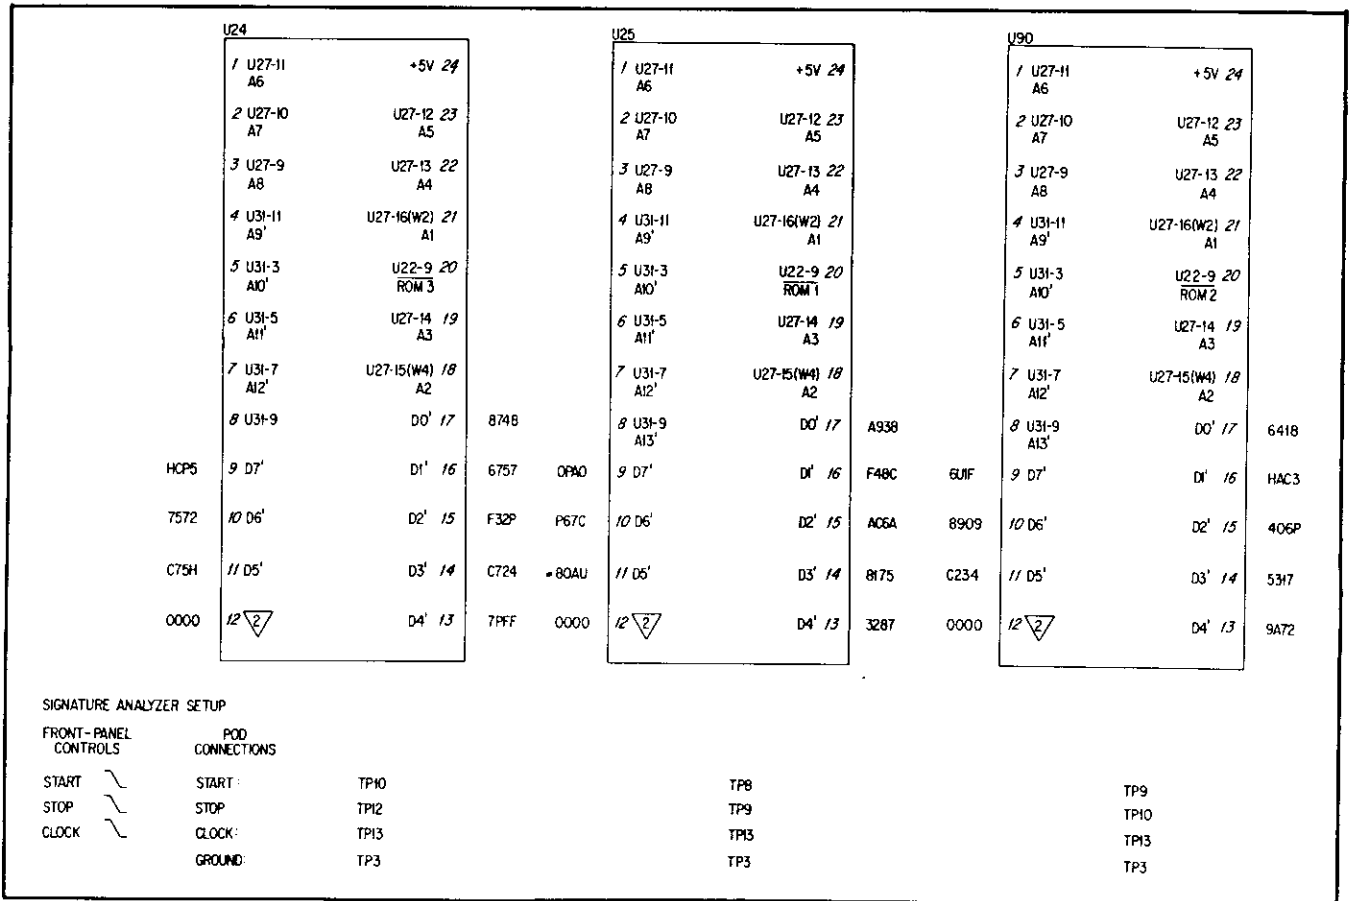 U24 U25 U90
1 U27-11 +5V 24 1 U27-11 +5V 24 1 U27-11 +5V 24
A6 A6 A6
2 U27-10 U27-12 23 2 U27-10 U27-12 23 2 U27-10 U27-12 23
A7 A5 A7 A5 A7 A5
3 U27-9 U27-13 22 3 U27-9 U27-13 22 3 U27-9 U27-13 22
A8 A4 A8 A4 A8 A4
4 U31-11 U27-16(W2) 21 4 U31-11 U27-16(W2) 21 4 U31-11 U27-16(W2) 21
A9' A1 A9' A1 A9' A1
5 U31-3 U22-9 20 5 U31-3 U22-9 20 5 U31-3 U22-9 20
A10' ROM 3 A10' ROM 1 A10' ROM 2
6 U31-5 U27-14 19 6 U31-5 U27-14 19 6 U31-5 U27-14 19
A11' A3 A11' A3 A11' A3
7 U31-7 U27-15(W4) 18 7 U31-7 U27-15(W4) 18 7 U31-7 U27-15(W4) 18
A12' A2 A12' A2 A12' A2
8 U31-9 D0' 17 8748 8 U31-9 D0' 17 A938 8 U31-9 D0' 17 6418
A13' A13'
HCP5 9 D7' D1' 16 6757 0PA0 9 D7' D1' 16 F48C 6U1F 9 D7' D1' 16 HAC3
7572 10 D6' D2' 15 F32P P67C 10 D6' D2' 15 AC6A 8909 10 D6' D2' 15 406P
C75H 11 D5' D3' 14 C724 80AU 11 D5' D3' 14 8175 C234 11 D5' D3' 14 5317
0000 12 2 D4' 13 7PFF 0000 12 2 D4' 13 3287 0000 12 2 D4' 13 9A72
SIGNATURE ANALYZER SETUP
FRONT-PANEL POD
CONTROLS CONNECTIONS
START START: TP10 TP8 TP9
STOP STOP TP12 TP9 TP10
CLOCK CLOCK: TP13 TP13 TP13
GROUND: TP3 TP3 TP3